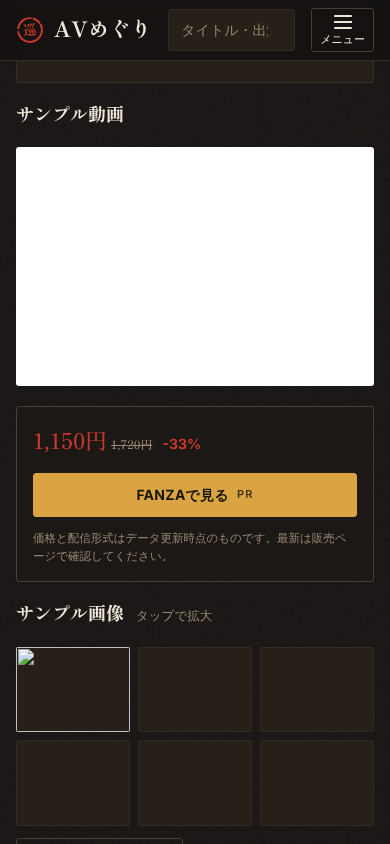 巡 AVめぐり
タイトル・出
メニュー
サンプル動画
1,150円 1,720円 -33%
FANZAで見る PR
価格と配信形式はデータ更新時点のものです。最新は販売ペ
ージで確認してください。
サンプル画像 タップで拡大